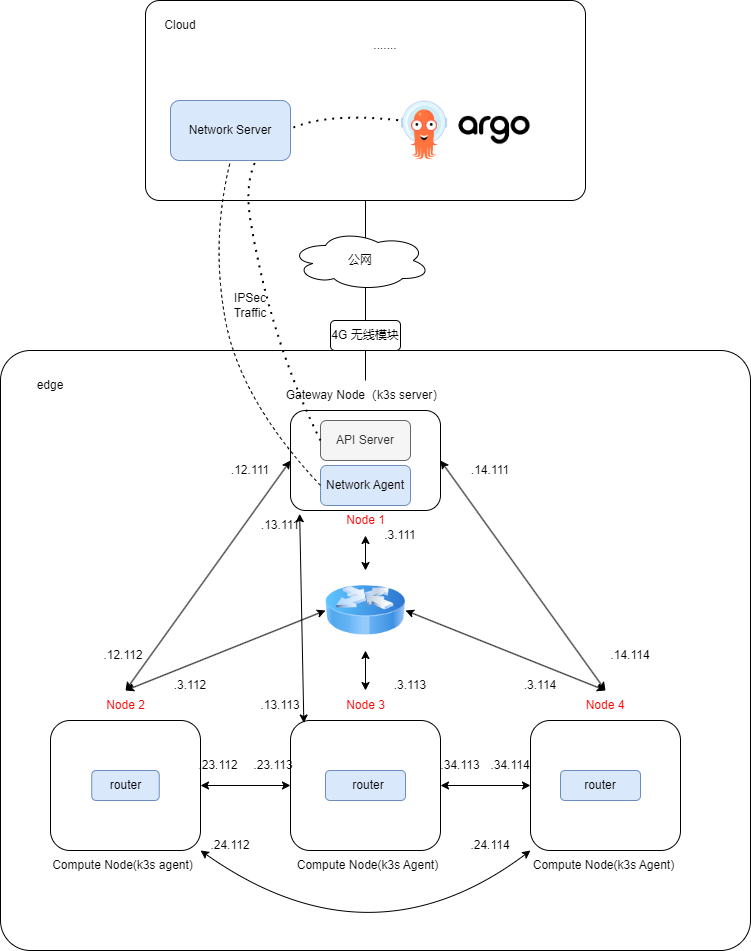 Cloud
.......
Network Server
argo
公网
IPSec
Traffic
4G 无线模块
edge
Gateway Node（k3s server）
API Server
.12.111
.14.111
Network Agent
Node 1
.13.111
.3.111
.12.112
.14.114
.3.112
.3.113
.3.114
Node 2
.13.113
Node 3
Node 4
.23.112
.23.113
.34.113
.34.114
router
router
router
.24.112
.24.114
Compute Node(k3s agent)
Compute Node(k3s Agent)
Compute Node(k3s Agent)